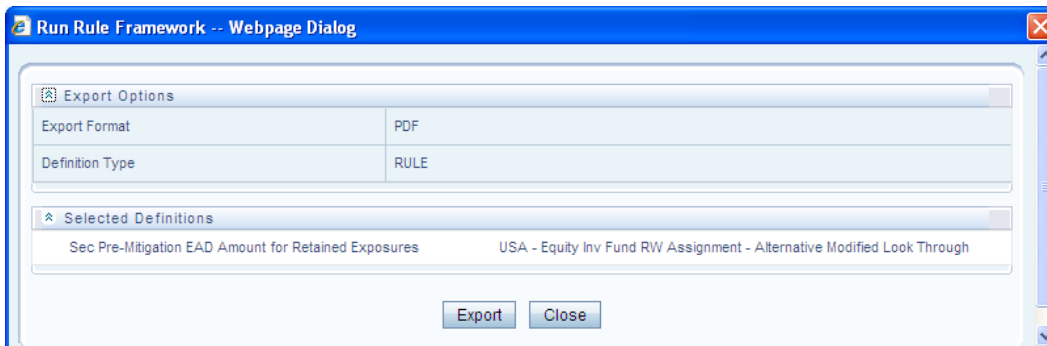 Run Rule Framework -- Webpage Dialog
Export Options
Export Format PDF
Definition Type RULE
Selected Definitions
Sec Pre-Mitigation EAD Amount for Retained Exposures USA - Equity Inv Fund RW Assignment - Alternative Modified Look Through
Export Close